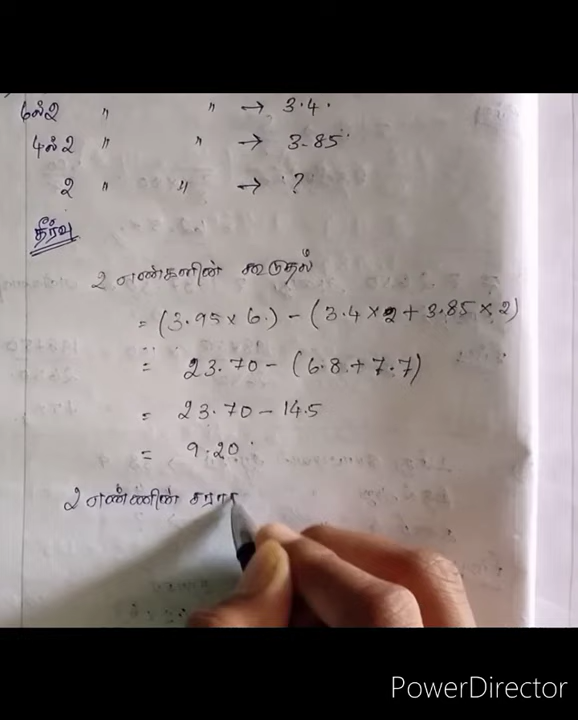 6ல் 2 " " → 3.4.
4ல் 2 " " → 3.85.
2 " " → ?
தீர்வு
2 எண்களின் கூடுதல்
= (3.95 × 6.) - (3.4 × 2 + 3.85 × 2)
= 23.70 - (6.8 + 7.7)
= 23.70 - 14.5
= 9.20
2 எண்ணின் சரா
PowerDirector